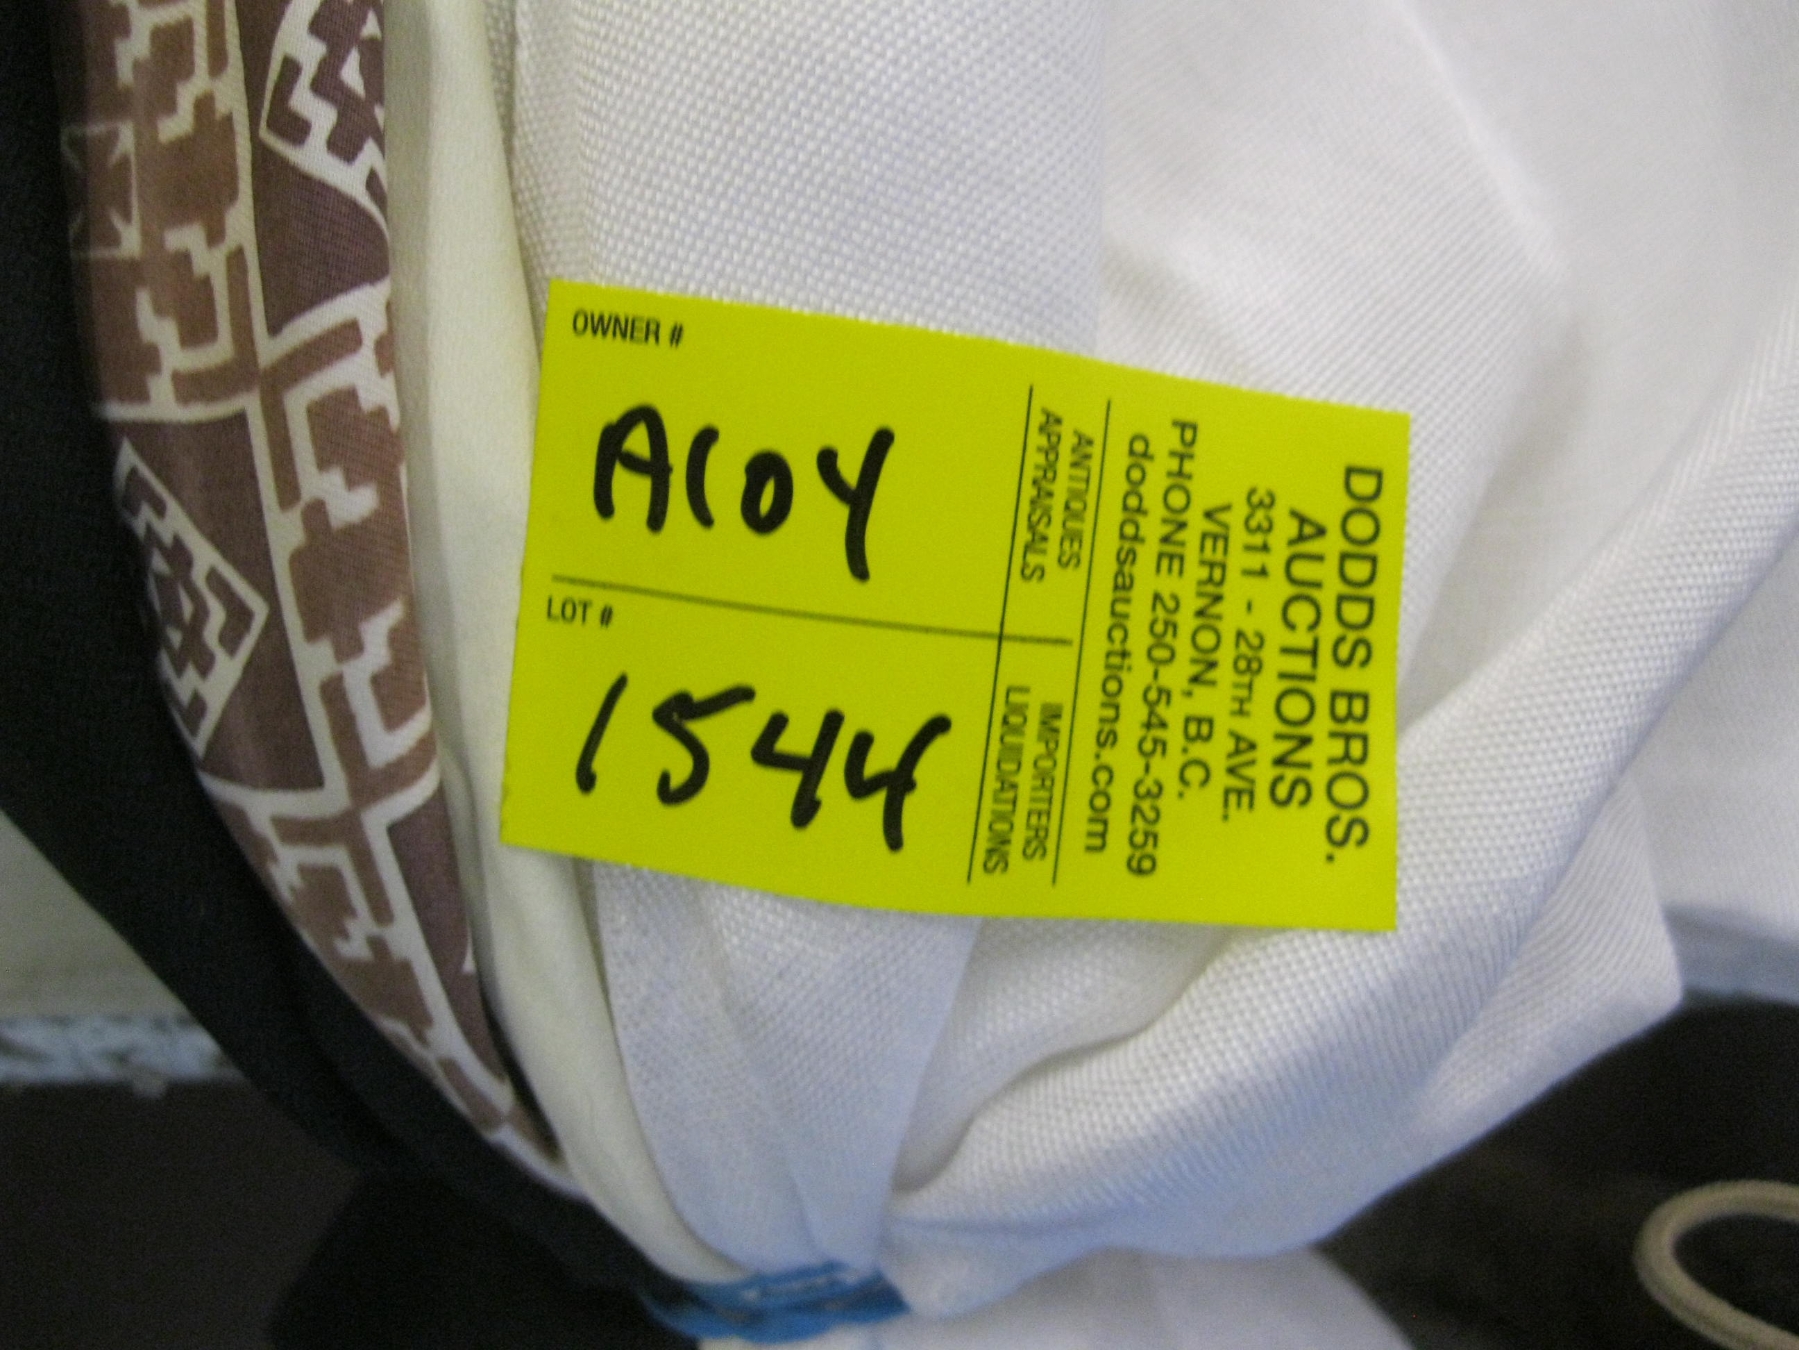 OWNER #
Aloy
LOT #
1544
DODDS BROS.
AUCTIONS
3311 - 28TH AVE.
VERNON, B.C.
PHONE 250-545-3259
doddsauctions.com
ANTIQUES
APPRAISALS
IMPORTERS
LIQUIDATIONS